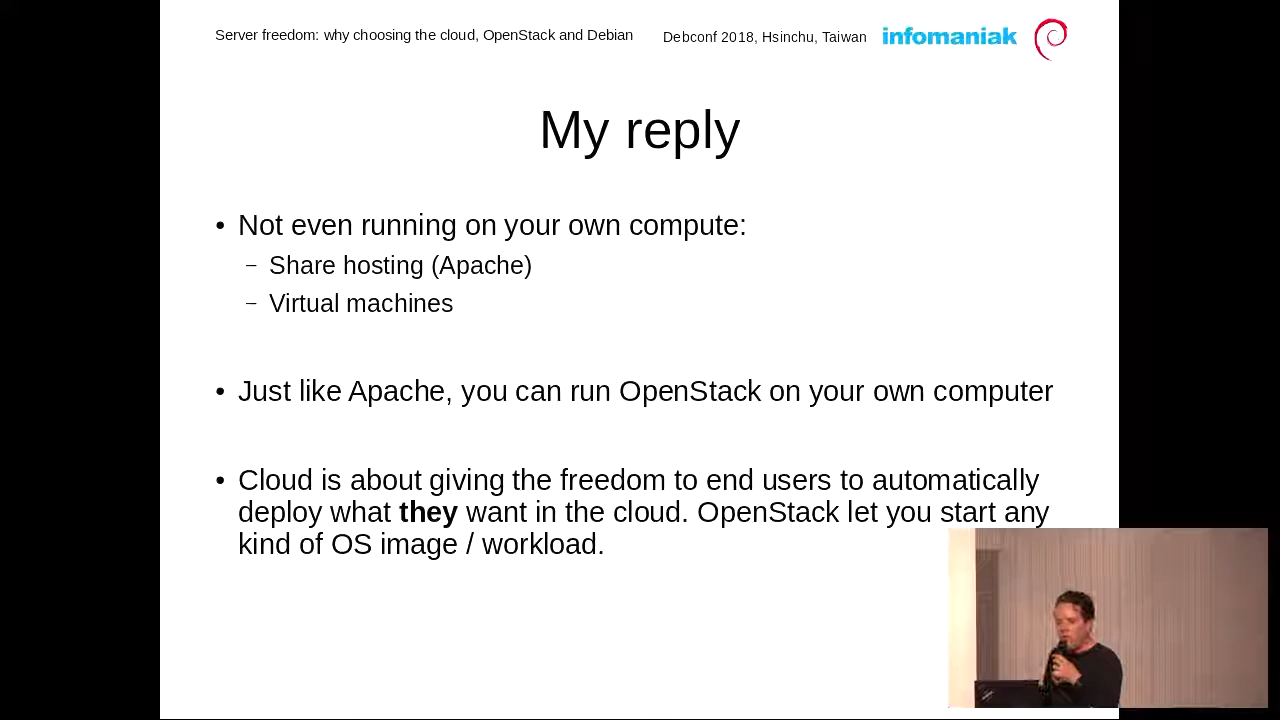 Server freedom: why choosing the cloud, OpenStack and Debian
Debconf 2018, Hsinchu, Taiwan
infomaniak
My reply
• Not even running on your own compute:
– Share hosting (Apache)
– Virtual machines
• Just like Apache, you can run OpenStack on your own computer
• Cloud is about giving the freedom to end users to automatically
deploy what they want in the cloud. OpenStack let you start any
kind of OS image / workload.